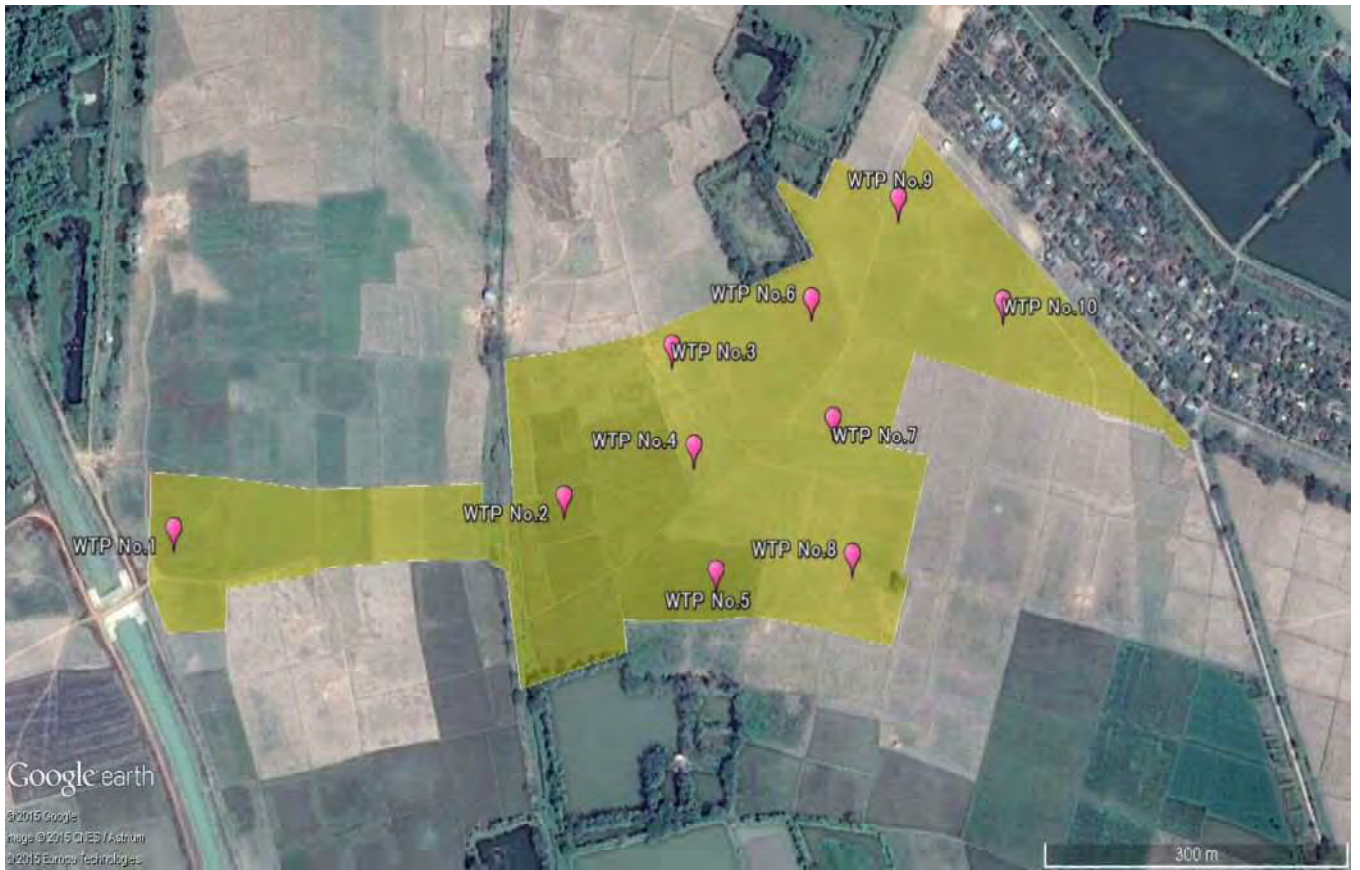 WTP No.9
WTP No.6
WTP No.10
WTP No.3
WTP No.4
WTP No.7
WTP No.2
WTP No.1
WTP No.8
WTP No.5
Google earth
© 2015 Google
Image © 2015 CNES / Astrium
© 2015 Europa Technologies
300 m